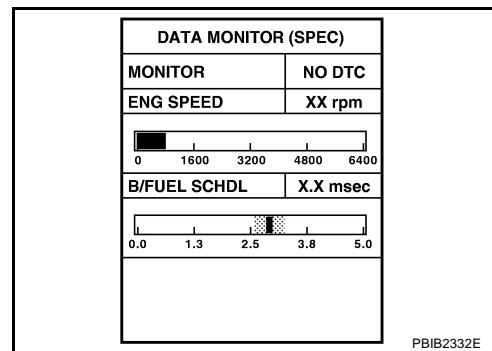 DATA MONITOR (SPEC)
MONITOR NO DTC
ENG SPEED XX rpm
0 1600 3200 4800 6400
B/FUEL SCHDL X.X msec
0.0 1.3 2.5 3.8 5.0
PBIB2332E